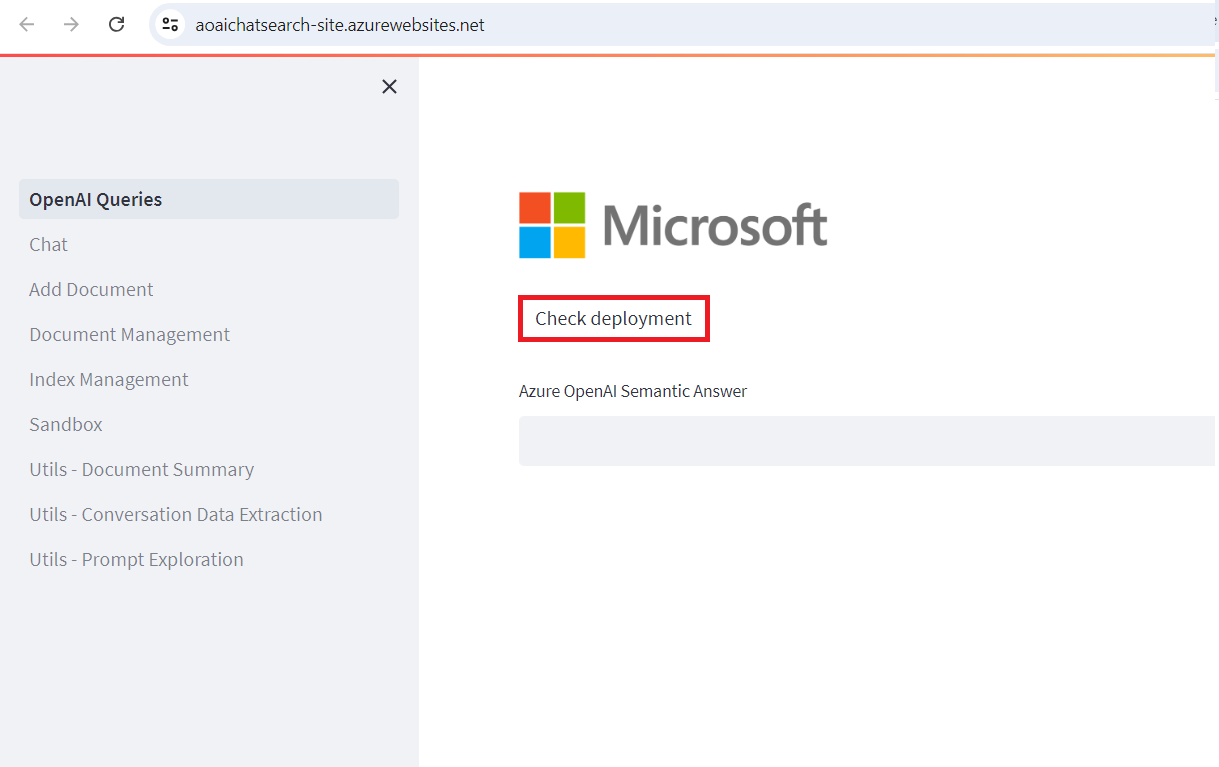 aoaichatsearch-site.azurewebsites.net
OpenAI Queries
Chat
Add Document
Document Management
Index Management
Sandbox
Utils - Document Summary
Utils - Conversation Data Extraction
Utils - Prompt Exploration
Microsoft
Check deployment
Azure OpenAI Semantic Answer